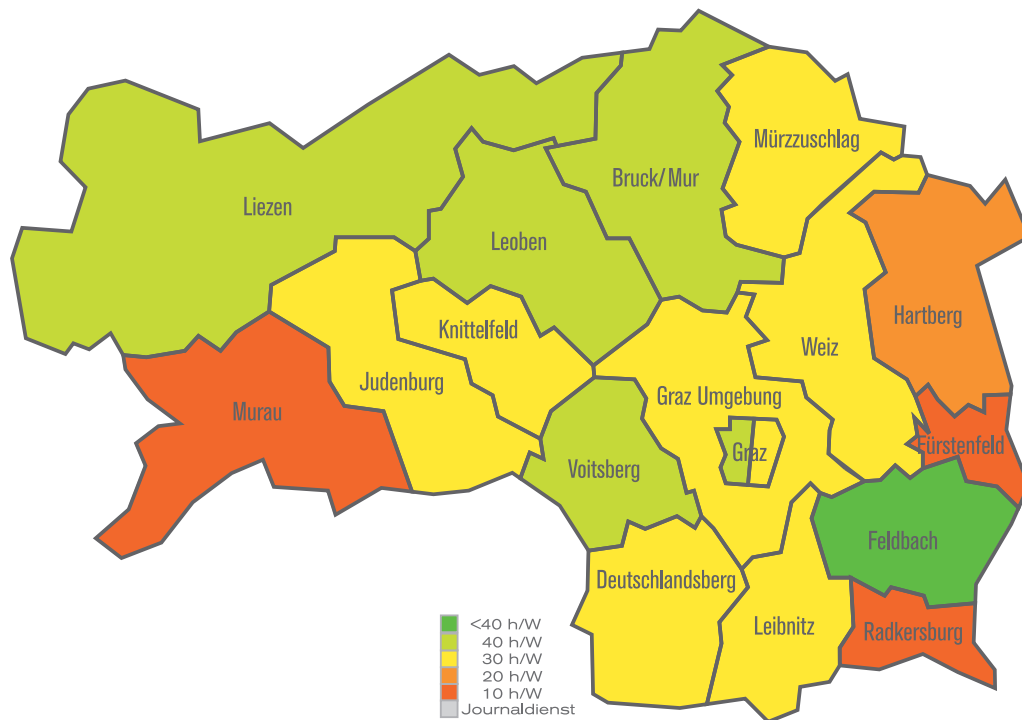 Mürzzuschlag
Bruck/Mur
Liezen
Leoben
Hartberg
Knittelfeld
Weiz
Judenburg
Graz Umgebung
Murau
Fürstenfeld
Graz
Voitsberg
Feldbach
Deutschlandsberg
Leibnitz
Radkersburg
<40 h/W
40 h/W
30 h/W
20 h/W
10 h/W
Journaldienst